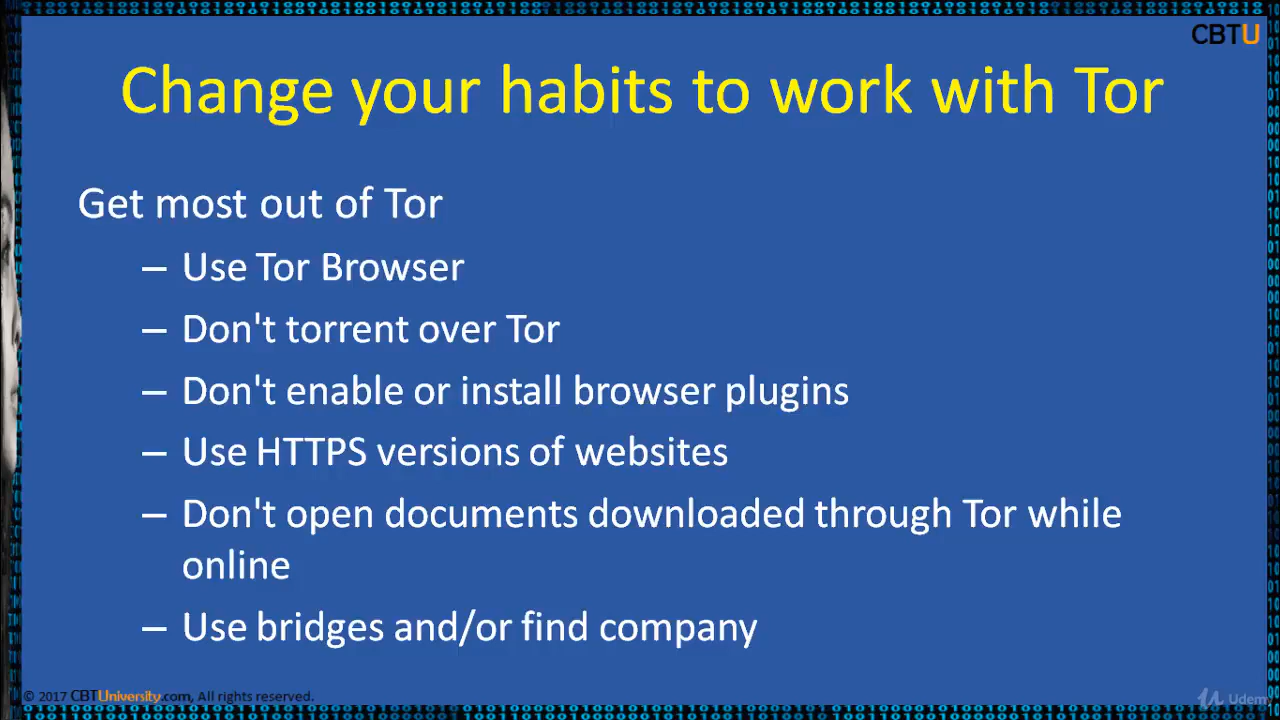 CBTU
Change your habits to work with Tor
Get most out of Tor
– Use Tor Browser
– Don't torrent over Tor
– Don't enable or install browser plugins
– Use HTTPS versions of websites
– Don't open documents downloaded through Tor while
online
– Use bridges and/or find company
© 2017 CBTUniversity.com, All rights reserved.
Udemy